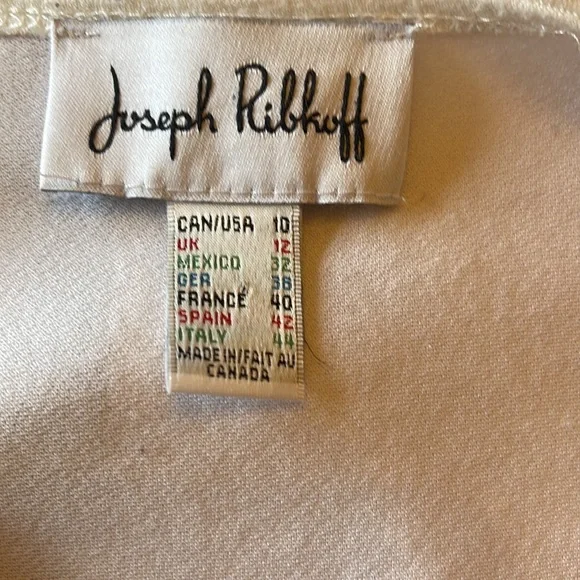 Joseph Ribkoff
CAN/USA 10
UK 12
MEXICO 32
GER 38
FRANCE 40
SPAIN 42
ITALY 44
MADE IN/FAIT AU
CANADA